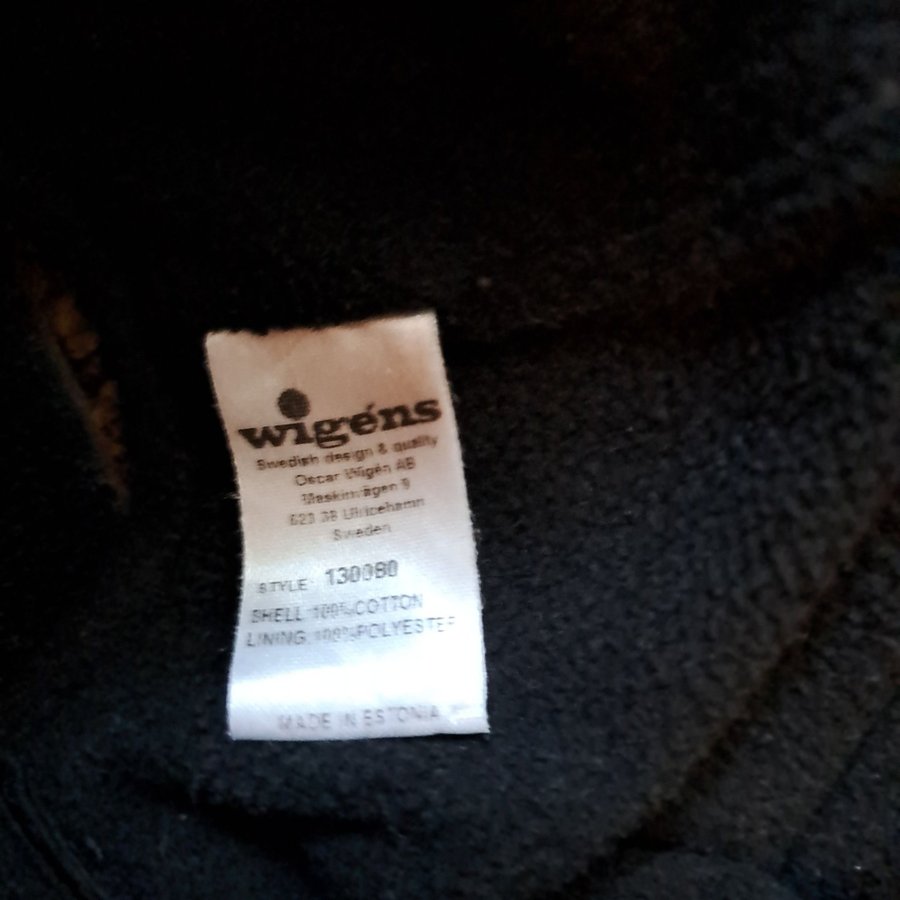 wigéns
Swedish design & quality
Oscar Wigén AB
Maskinvägen 9
523 38 Ulricehamn
Sweden
STYLE: 130080
SHELL:100%COTTON
LINING:100%POLYESTER
MADE IN ESTONIA